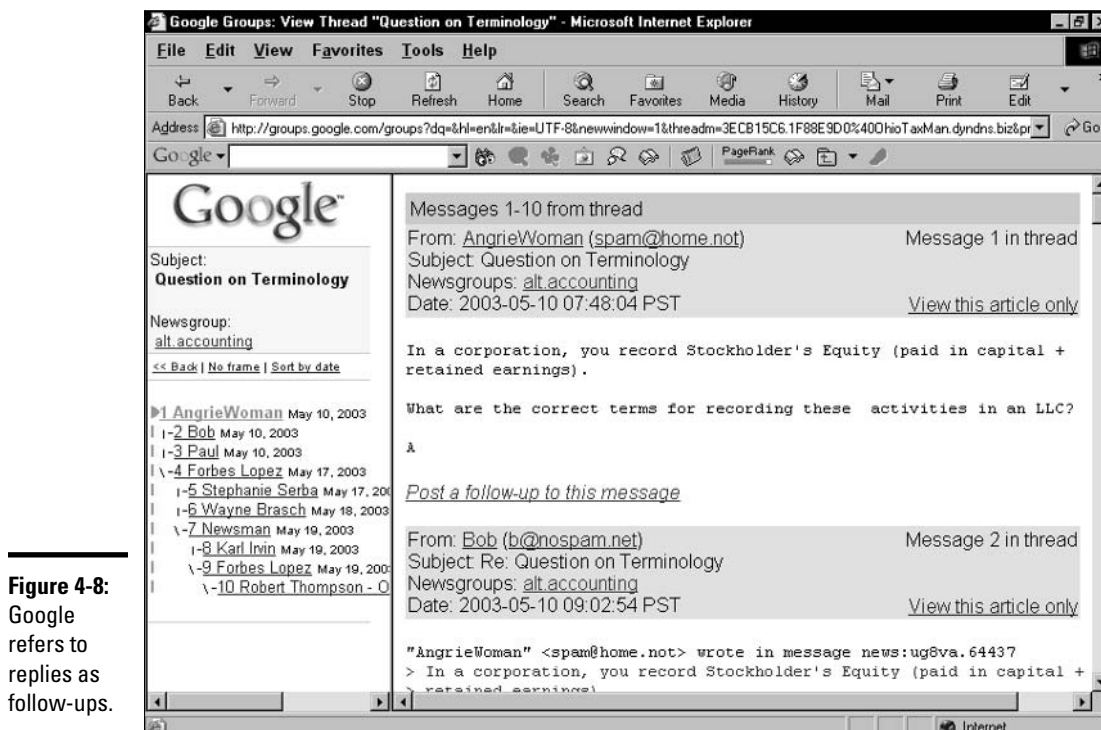 Google Groups: View Thread "Question on Terminology" - Microsoft Internet Explorer
File Edit View Favorites Tools Help
Back Forward Stop Refresh Home Search Favorites Media History Mail Print Edit
Address http://groups.google.com/groups?dq=&hl=en&lr=&ie=UTF-8&newwindow=1&threadm=3ECB15C6.1F88E9D0%40OhioTaxMan.dyndns.biz&pr Go
Google PageRank
Google™
Subject:
Question on Terminology
Newsgroup:
alt.accounting
<< Back | No frame | Sort by date
1 AngrieWoman May 10, 2003
|-2 Bob May 10, 2003
|-3 Paul May 10, 2003
\-4 Forbes Lopez May 17, 2003
|-5 Stephanie Serba May 17, 200
|-6 Wayne Brasch May 18, 2003
\-7 Newsman May 19, 2003
|-8 Karl Irvin May 19, 2003
\-9 Forbes Lopez May 19, 200
\-10 Robert Thompson - O
Messages 1-10 from thread
From: AngrieWoman (spam@home.not) Message 1 in thread
Subject: Question on Terminology
Newsgroups: alt.accounting
Date: 2003-05-10 07:48:04 PST View this article only
In a corporation, you record Stockholder's Equity (paid in capital +
retained earnings).
What are the correct terms for recording these activities in an LLC?
A
Post a follow-up to this message
From: Bob (b@nospam.net) Message 2 in thread
Subject: Re: Question on Terminology
Newsgroups: alt.accounting
Date: 2003-05-10 09:02:54 PST View this article only
"AngrieWoman" <spam@home.not> wrote in message news:ug8va.64437
> In a corporation, you record Stockholder's Equity (paid in capital +
> retained earnings)
Internet
Figure 4-8:
Google
refers to
replies as
follow-ups.